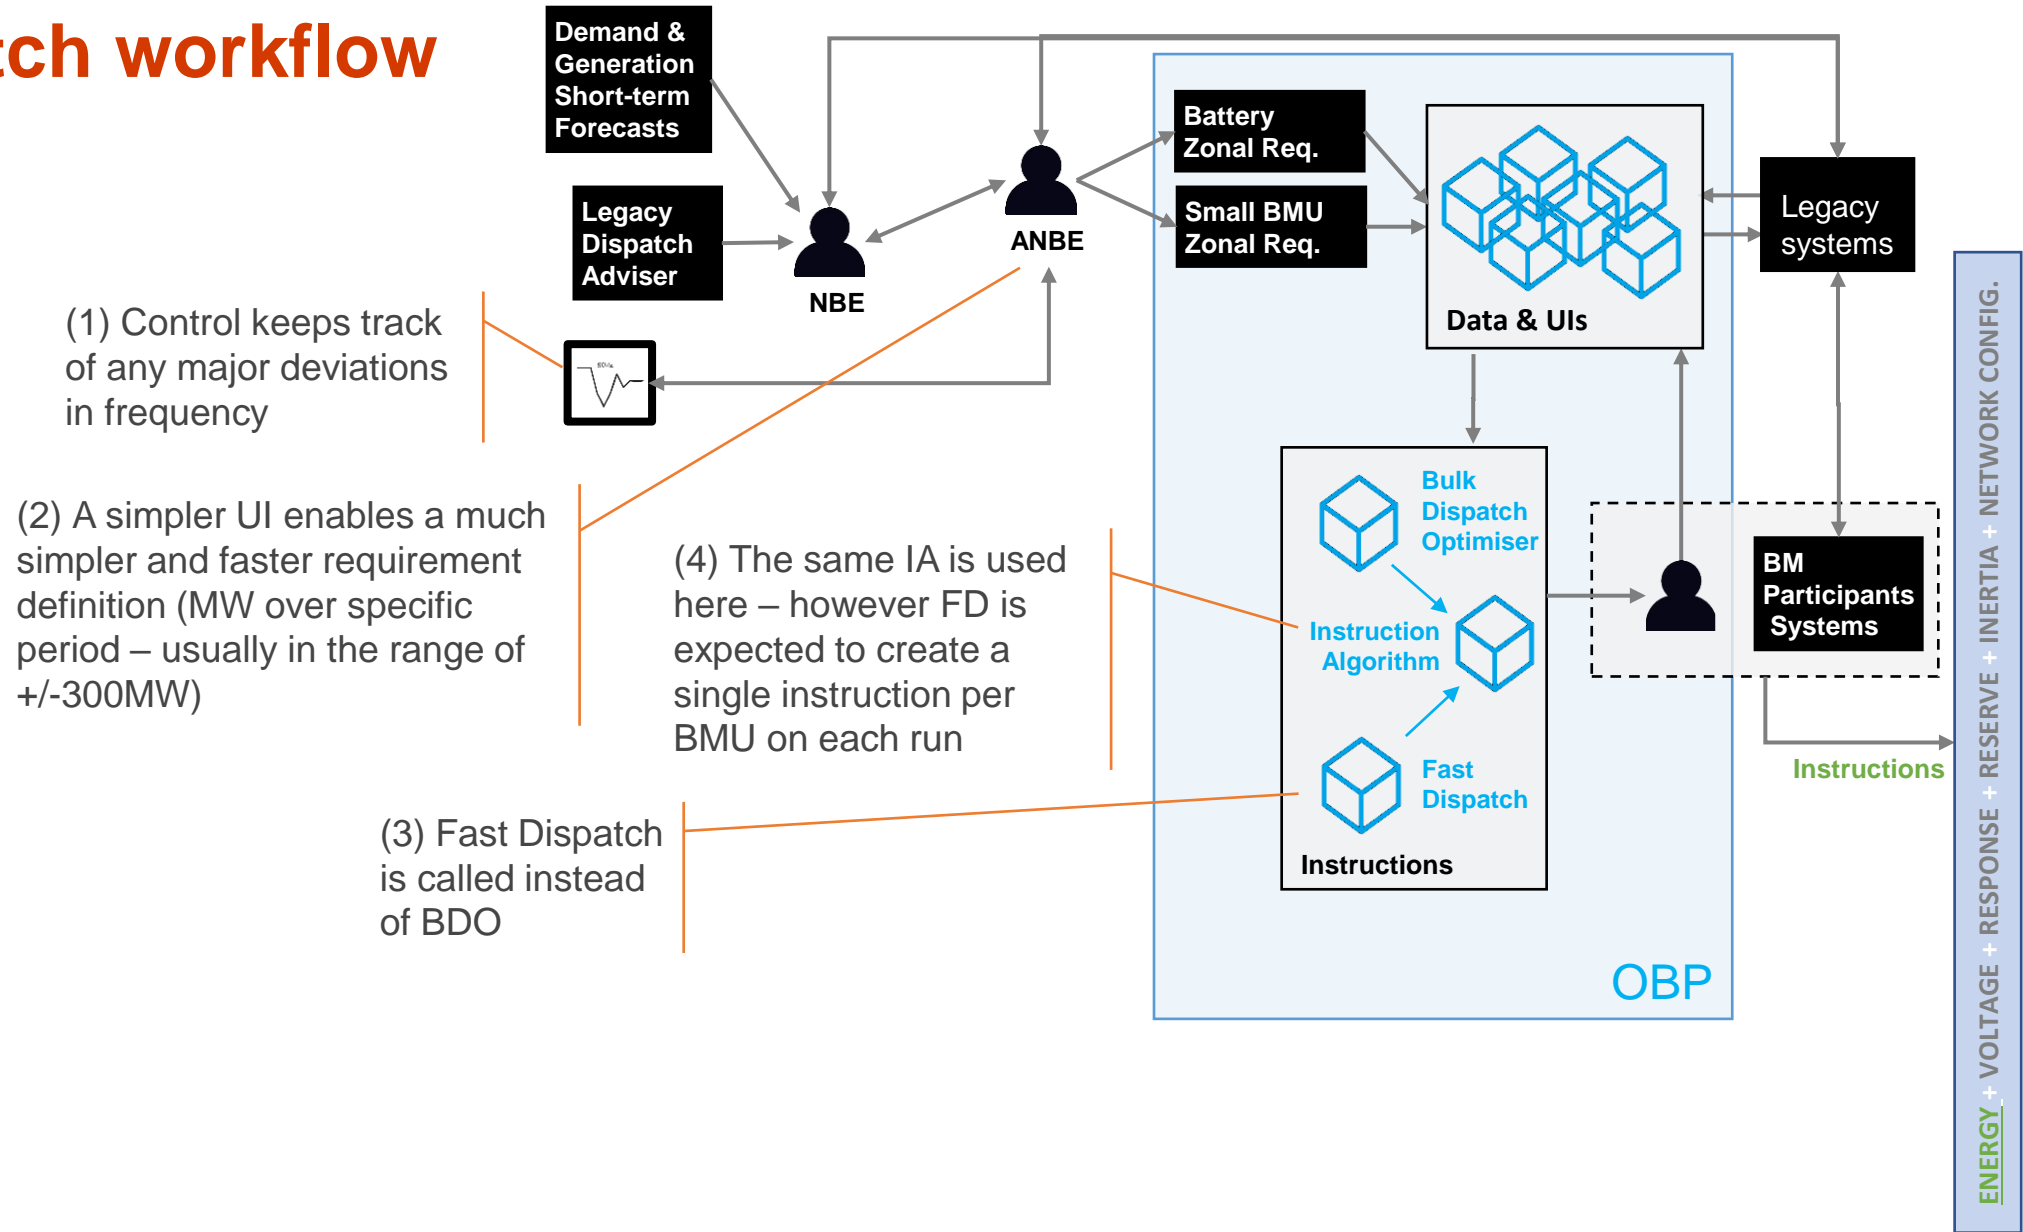 tch workflow
Demand &
Generation
Short-term
Forecasts
Legacy
Dispatch
Adviser
NBE
ANBE
Battery
Zonal Req.
Small BMU
Zonal Req.
Data & UIs
Legacy
systems
(1) Control keeps track
of any major deviations
in frequency
(2) A simpler UI enables a much
simpler and faster requirement
definition (MW over specific
period – usually in the range of
+/-300MW)
(4) The same IA is used
here – however FD is
expected to create a
single instruction per
BMU on each run
(3) Fast Dispatch
is called instead
of BDO
Bulk
Dispatch
Optimiser
Instruction
Algorithm
Fast
Dispatch
Instructions
OBP
BM
Participants
Systems
Instructions
ENERGY + VOLTAGE + RESPONSE + RESERVE + INERTIA + NETWORK CONFIG.